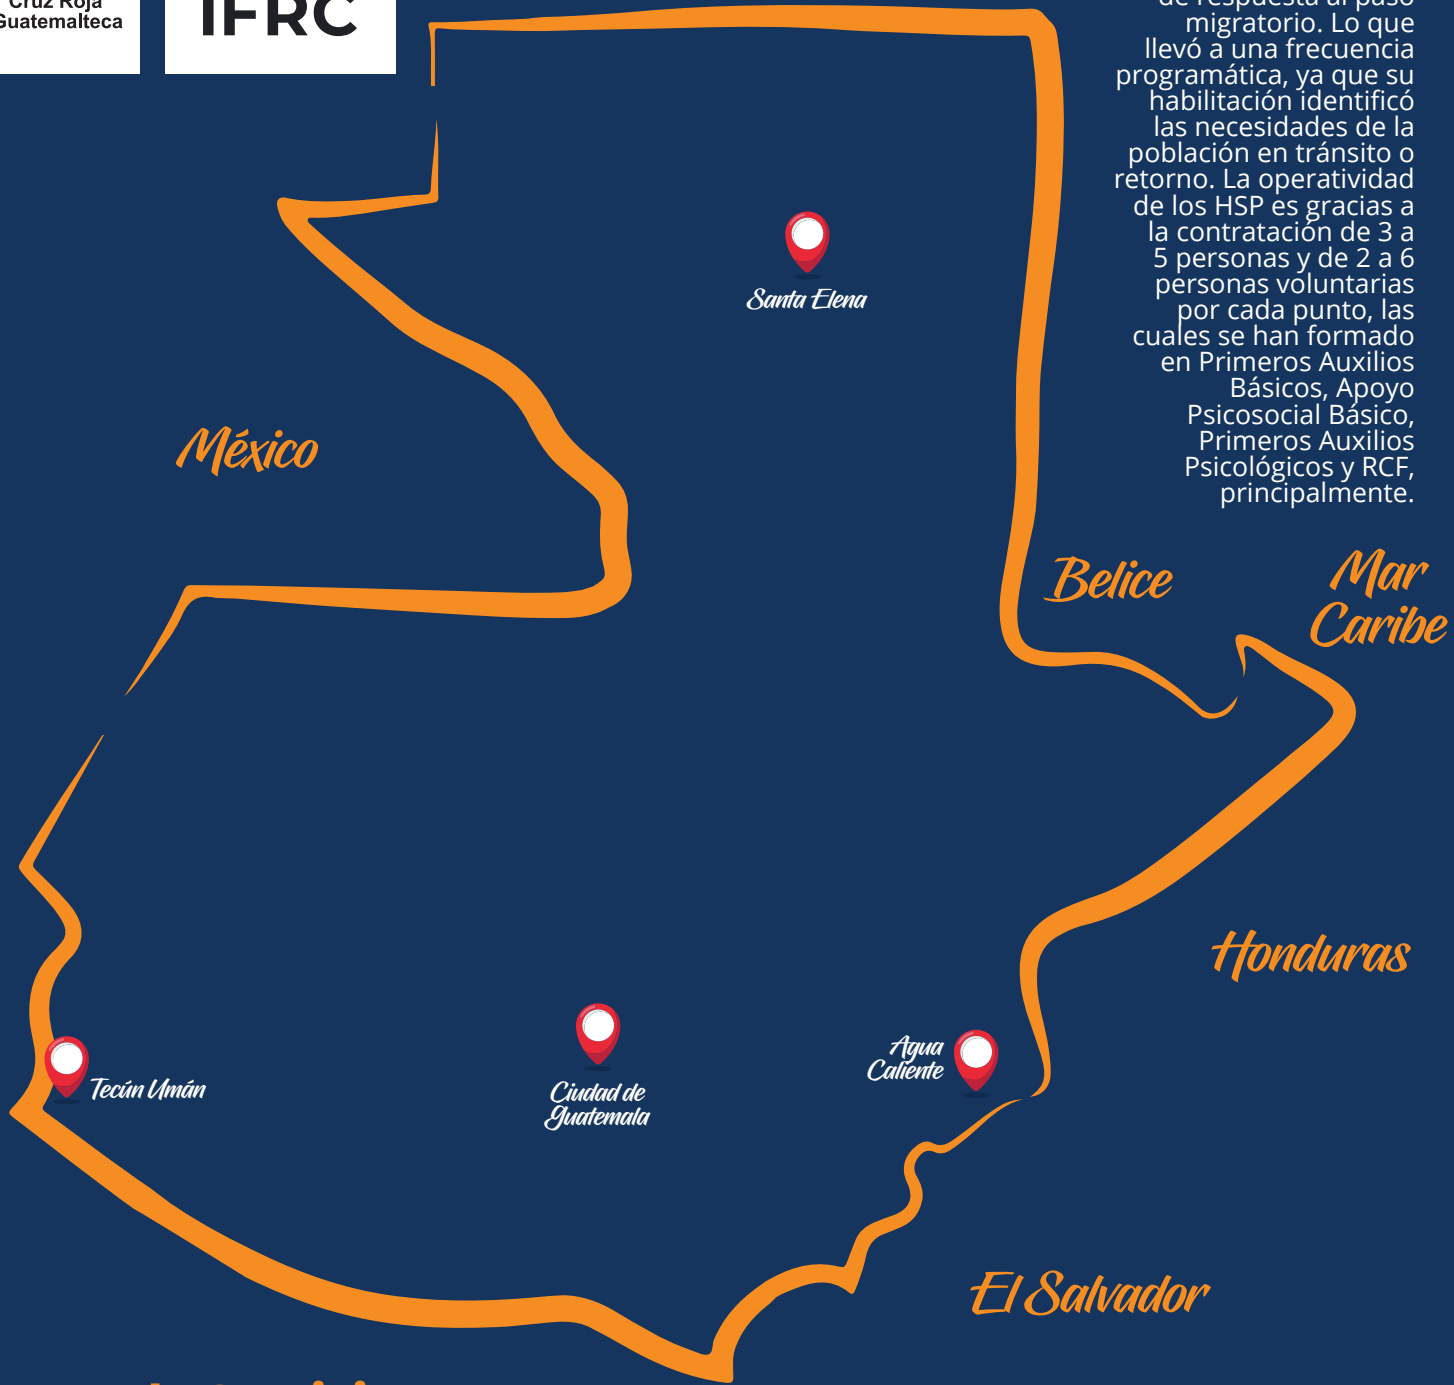 Cruz Roja
Guatemalteca
IFRC
de respuesta al paso
migratorio. Lo que
llevó a una frecuencia
programática, ya que su
habilitación identificó
las necesidades de la
población en tránsito o
retorno. La operatividad
de los HSP es gracias a
la contratación de 3 a
5 personas y de 2 a 6
personas voluntarias
por cada punto, las
cuales se han formado
en Primeros Auxilios
Básicos, Apoyo
Psicosocial Básico,
Primeros Auxilios
Psicológicos y RCF,
principalmente.
Santa Elena
México
Belice
Mar
Caribe
Honduras
Tecún Umán
Ciudad de
Guatemala
Agua
Caliente
El Salvador